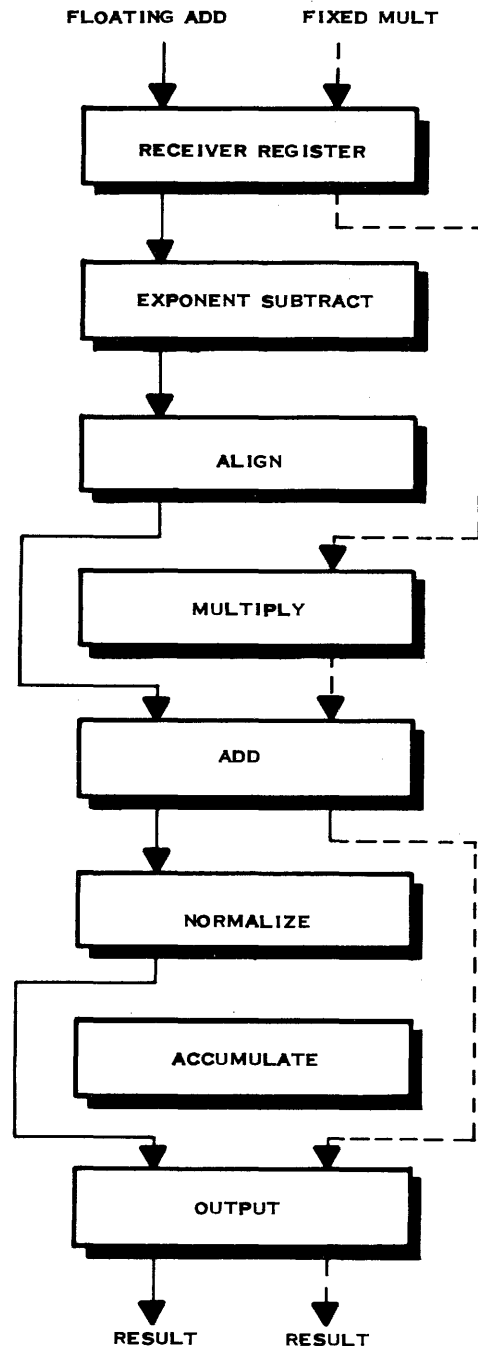 FLOATING ADD FIXED MULT
RECEIVER REGISTER
EXPONENT SUBTRACT
ALIGN
MULTIPLY
ADD
NORMALIZE
ACCUMULATE
OUTPUT
RESULT RESULT